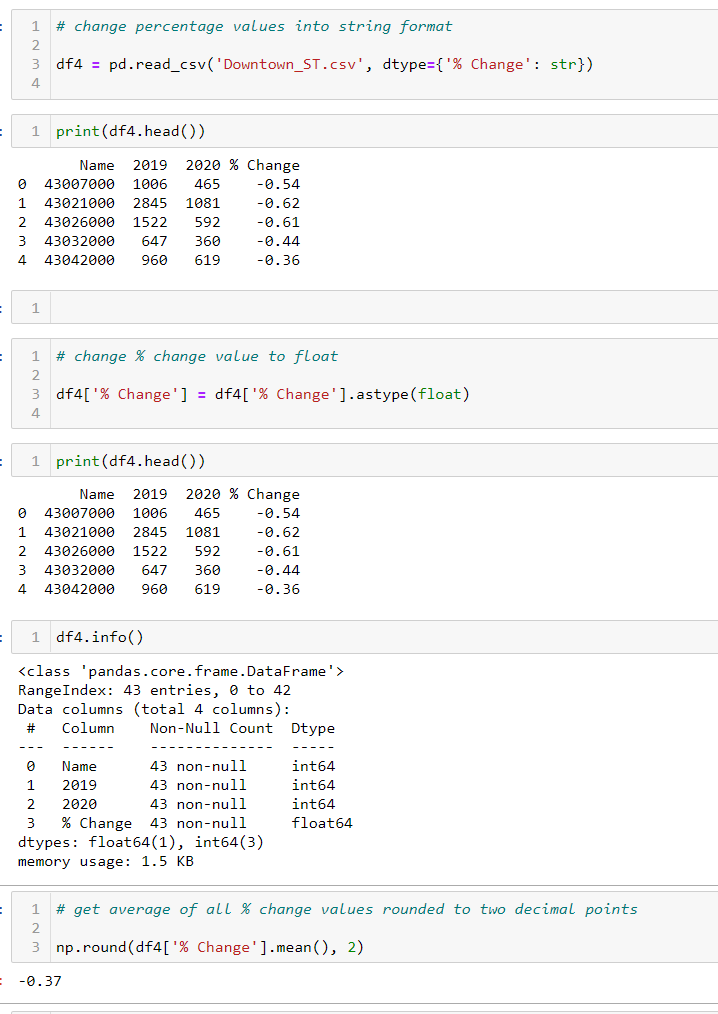 1 # change percentage values into string format
2
3 df4 = pd.read_csv('Downtown_ST.csv', dtype={'% Change': str})
4
1 print(df4.head())
Name 2019 2020 % Change
0 43007000 1006 465 -0.54
1 43021000 2845 1081 -0.62
2 43026000 1522 592 -0.61
3 43032000 647 360 -0.44
4 43042000 960 619 -0.36
1
1 # change % change value to float
2
3 df4['% Change'] = df4['% Change'].astype(float)
4
1 print(df4.head())
Name 2019 2020 % Change
0 43007000 1006 465 -0.54
1 43021000 2845 1081 -0.62
2 43026000 1522 592 -0.61
3 43032000 647 360 -0.44
4 43042000 960 619 -0.36
1 df4.info()
<class 'pandas.core.frame.DataFrame'>
RangeIndex: 43 entries, 0 to 42
Data columns (total 4 columns):
# Column Non-Null Count Dtype
--- ------ -------------- -----
0 Name 43 non-null int64
1 2019 43 non-null int64
2 2020 43 non-null int64
3 % Change 43 non-null float64
dtypes: float64(1), int64(3)
memory usage: 1.5 KB
1 # get average of all % change values rounded to two decimal points
2
3 np.round(df4['% Change'].mean(), 2)
-0.37